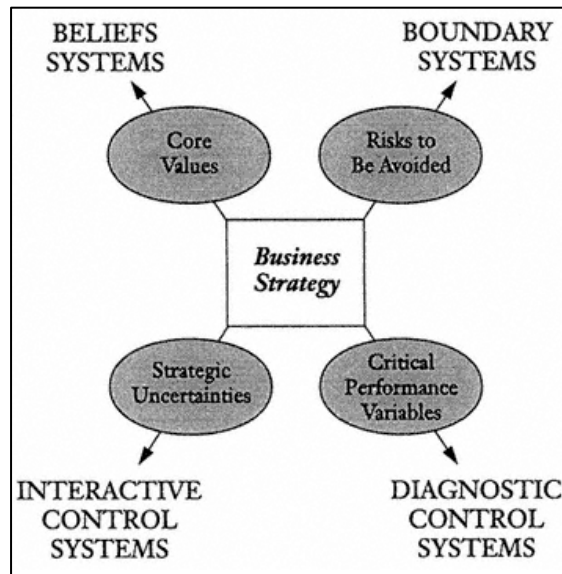 BELIEFS
SYSTEMS
BOUNDARY
SYSTEMS
Core
Values
Risks to
Be Avoided
Business
Strategy
Strategic
Uncertainties
Critical
Performance
Variables
INTERACTIVE
CONTROL
SYSTEMS
DIAGNOSTIC
CONTROL
SYSTEMS